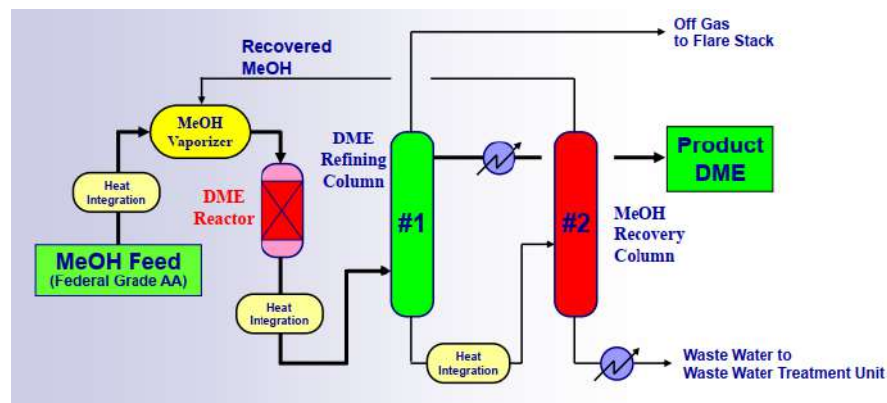 Off Gas
to Flare Stack
Recovered
MeOH
MeOH
Vaporizer
DME
Refining
Column
Product
DME
Heat
Integration
DME
Reactor
#1
#2
MeOH
Recovery
Column
MeOH Feed
(Federal Grade AA)
Heat
Integration
Heat
Integration
Waste Water to
Waste Water Treatment Unit